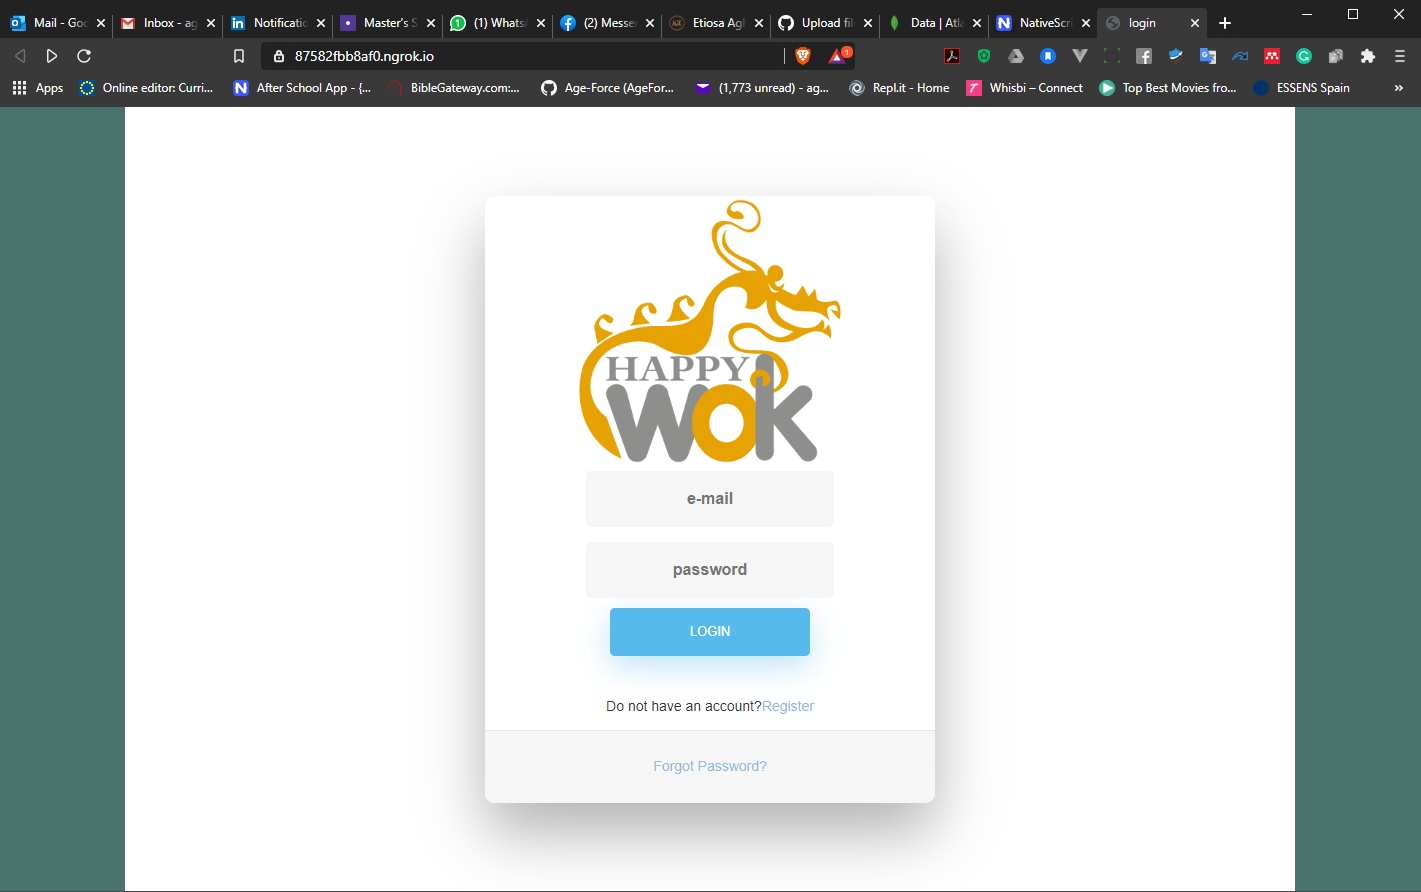 Mail - Goo
Inbox - ag
Notificatio
Master's S
(1) Whats
(2) Messe
Etiosa Agh
Upload file
Data | Atla
NativeScri
login
87582fbb8af0.ngrok.io
1
Apps
Online editor: Curri...
After School App - {...
BibleGateway.com:...
Age-Force (AgeFor...
(1,773 unread) - ag...
Repl.it - Home
Whisbi – Connect
Top Best Movies fro...
ESSENS Spain
»
HAPPY
WOK
e-mail
password
LOGIN
Do not have an account?Register
Forgot Password?